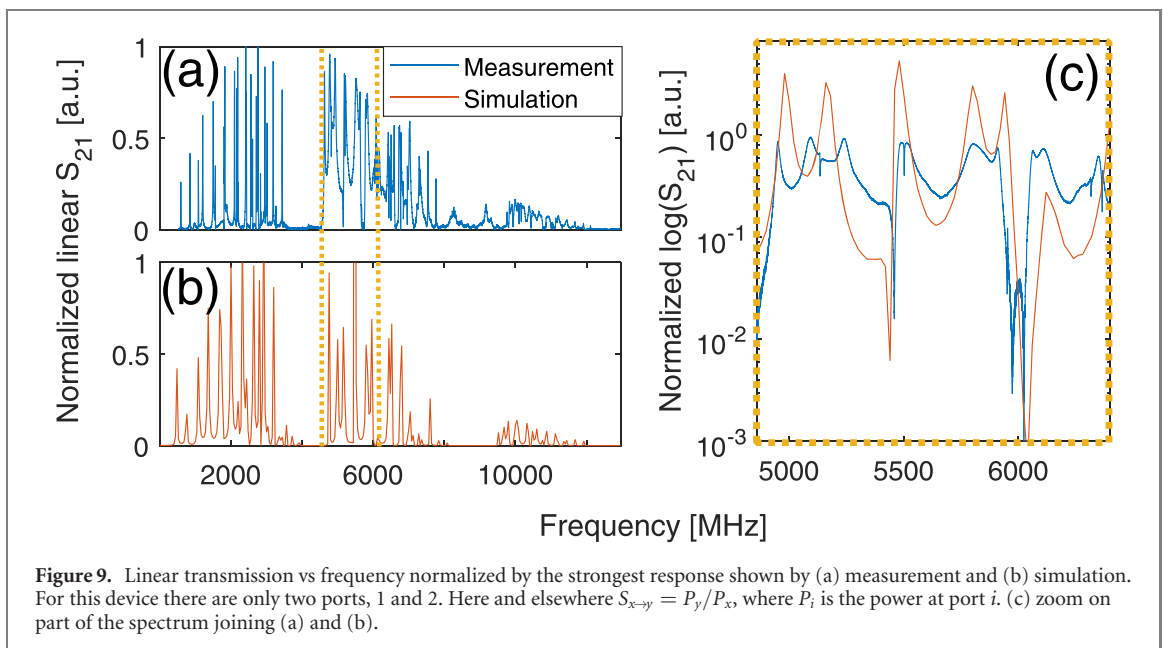 Normalized linear S21 [a.u.]
1
0.5
0
(a)
Measurement
Simulation
1
0.5
0
(b)
2000 6000 10000
Normalized log(S21) [a.u.]
(c)
10^0
10^-1
10^-2
10^-3
5000 5500 6000
Frequency [MHz]
Figure 9. Linear transmission vs frequency normalized by the strongest response shown by (a) measurement and (b) simulation.
For this device there are only two ports, 1 and 2. Here and elsewhere Sx→y = Py/Px, where Pi is the power at port i. (c) zoom on
part of the spectrum joining (a) and (b).